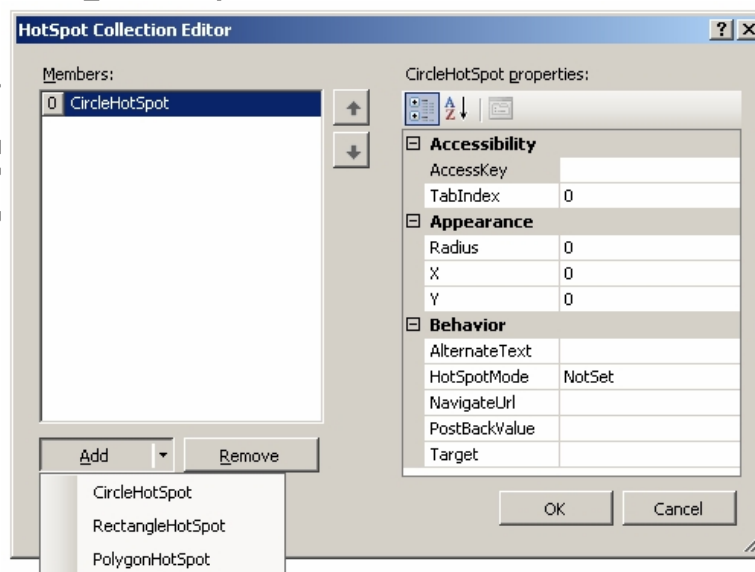 HotSpot Collection Editor
? X
Members:
CircleHotSpot properties:
0 CircleHotSpot
A
Z
Accessibility
AccessKey
TabIndex 0
Appearance
Radius 0
X 0
Y 0
Behavior
AlternateText
HotSpotMode NotSet
NavigateUrl
PostBackValue
Target
Add
Remove
CircleHotSpot
RectangleHotSpot
PolygonHotSpot
OK
Cancel